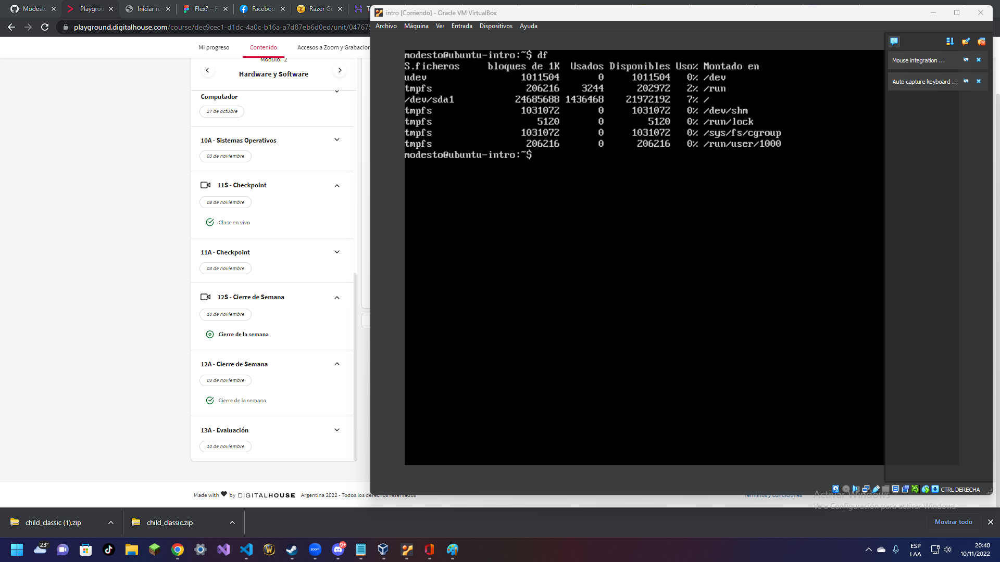 Modesto
Playgrou
Iniciar re
Flex? – F
Facebook
Razer Go
intro [Corriendo] - Oracle VM VirtualBox
playground.digitalhouse.com/course/dec9cec1-d1dc-4a0c-b16a-a7d87eb6d0ed/unit/04767
Archivo Máquina Ver Entrada Dispositivos Ayuda
Mi progreso Contenido Accesos a Zoom y Grabacion
Módulo: 2
Hardware y Software
Computador
27 de octubre
10A - Sistemas Operativos
03 de noviembre
11S - Checkpoint
08 de noviembre
Clase en vivo
11A - Checkpoint
03 de noviembre
12S - Cierre de Semana
10 de noviembre
Cierre de la semana
12A - Cierre de Semana
03 de noviembre
Cierre de la semana
13A - Evaluación
10 de noviembre
Made with by DIGITALHOUSE Argentina 2022 - Todos los derechos reservados
Términos y condiciones
modesto@ubuntu-intro:~$ df
S.ficheros bloques de 1K Usados Disponibles Uso% Montado en
udev 1011504 0 1011504 0% /dev
tmpfs 206216 3244 202972 2% /run
/dev/sda1 24685688 1436468 21972192 7% /
tmpfs 1031072 0 1031072 0% /dev/shm
tmpfs 5120 0 5120 0% /run/lock
tmpfs 1031072 0 1031072 0% /sys/fs/cgroup
tmpfs 206216 0 206216 0% /run/user/1000
modesto@ubuntu-intro:~$
Mouse integration ...
Auto capture keyboard ...
CTRL DERECHA
Activar Windows
Ve a Configuración para activar Windows.
child_classic (1).zip
child_classic.zip
Mostrar todo
23°
zoom
9+
ESP
LAA
20:40
10/11/2022